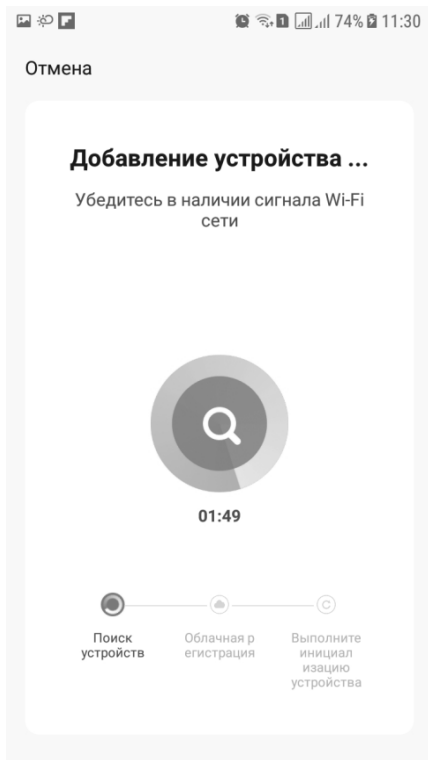 1 74% 11:30
Отмена
Добавление устройства ...
Убедитесь в наличии сигнала Wi-Fi
сети
01:49
Поиск
устройств
Облачная р
егистрация
Выполните
инициал
изацию
устройства